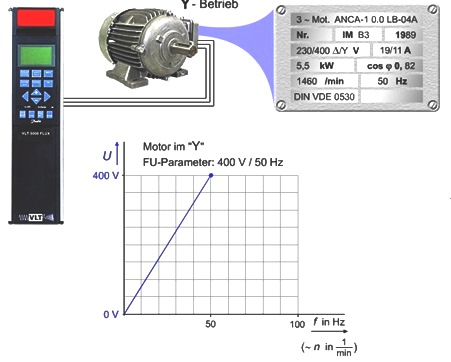 Y - Betrieb
3 ~ Mot. ANCA-1 0.0 LB-04A
Nr. IM B3 1989
230/400 Δ/Y V 19/11 A
5,5 kW cos φ 0, 82
1460 /min 50 Hz
DIN VDE 0530
VLT 5000 FLUX
VLT
Motor im "Y"
FU-Parameter: 400 V / 50 Hz
U
400 V
0 V
50
100
f in Hz
(~ n in 1/min)